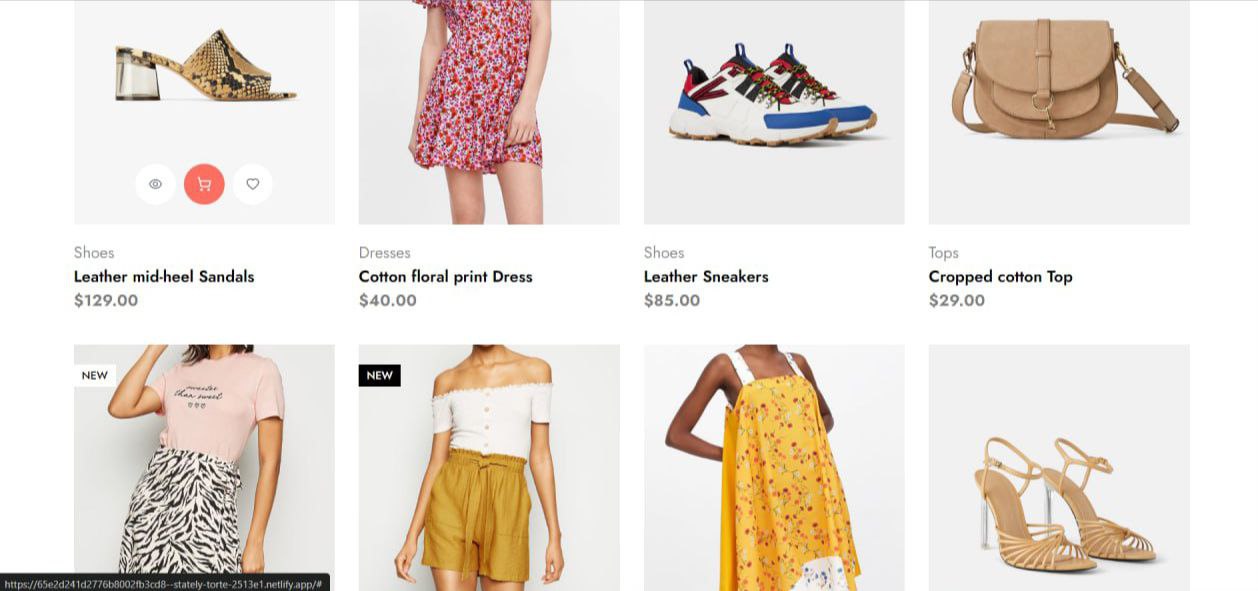 Shoes
Leather mid-heel Sandals
$129.00
Dresses
Cotton floral print Dress
$40.00
Shoes
Leather Sneakers
$85.00
Tops
Cropped cotton Top
$29.00
NEW
sweeter
than sweet
NEW
https://65e2d241d2776b8002fb3cd8--stately-torte-2513e1.netlify.app/#